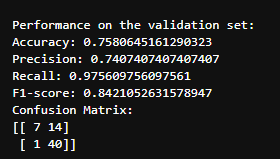 Performance on the validation set:
Accuracy: 0.7580645161290323
Precision: 0.7407407407407407
Recall: 0.975609756097561
F1-score: 0.8421052631578947
Confusion Matrix:
[[ 7 14]
 [ 1 40]]